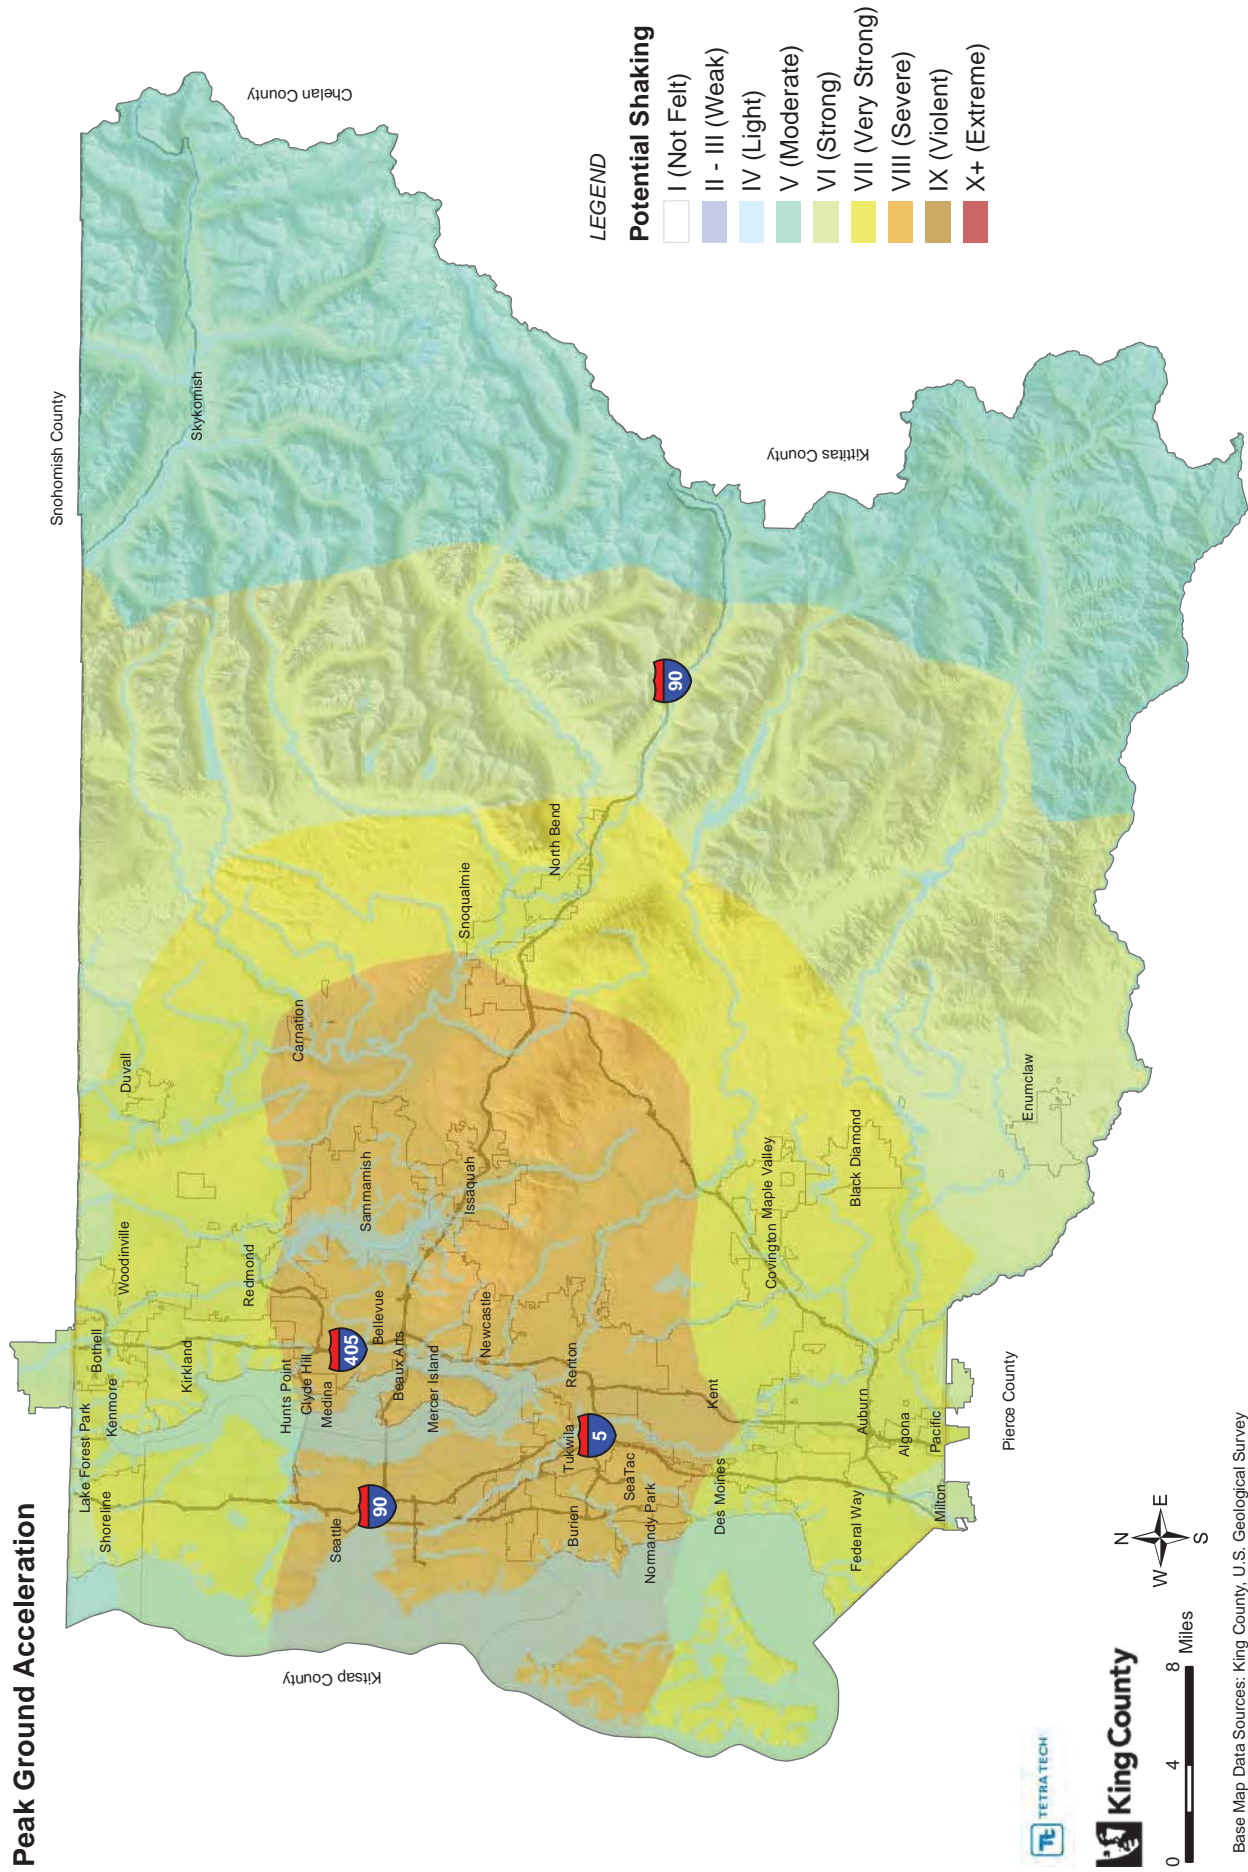 Peak Ground Acceleration
Snohomish County
Chelan County
Kittitas County
Pierce County
Kitsap County
Skykomish
Duvall
Carnation
Snoqualmie
North Bend
Woodinville
Redmond
Sammamish
Issaquah
Bothell
Kenmore
Lake Forest Park
Shoreline
Kirkland
Hunts Point
Clyde Hill
Medina
Bellevue
Beaux Arts
Mercer Island
Newcastle
Seattle
Renton
Tukwila
SeaTac
Burien
Normandy Park
Des Moines
Kent
Covington
Maple Valley
Black Diamond
Enumclaw
Auburn
Algona
Pacific
Milton
Federal Way
90
405
90
5
LEGEND
Potential Shaking
I (Not Felt)
II - III (Weak)
IV (Light)
V (Moderate)
VI (Strong)
VII (Very Strong)
VIII (Severe)
IX (Violent)
X+ (Extreme)
Tt TETRA TECH
King County
0 4 8
Miles
N
W E
S
Base Map Data Sources: King County, U.S. Geological Survey